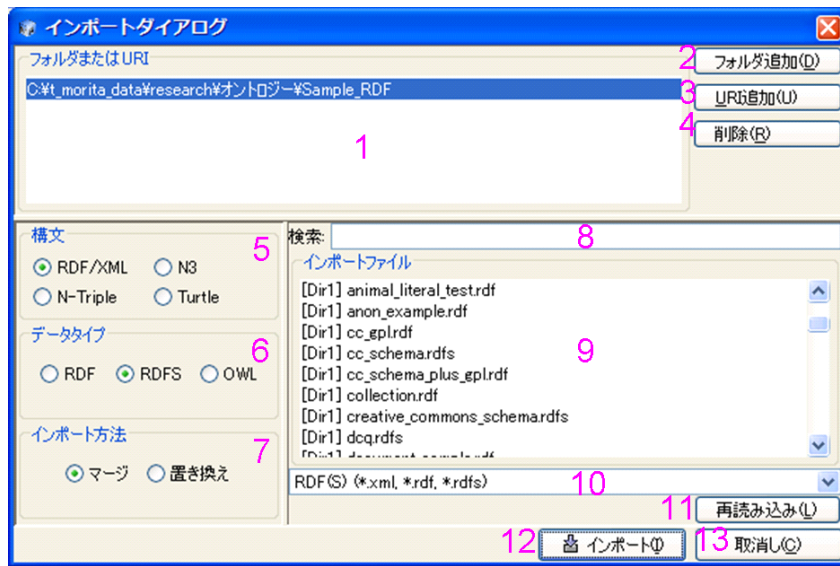 インポートダイアログ
フォルダまたはURI
C:¥t_morita_data¥research¥オントロジー¥Sample_RDF
1
2 フォルダ追加(D)
3 URI追加(U)
4 削除(R)
構文 5
RDF/XML N3
N-Triple Turtle
データタイプ 6
RDF RDFS OWL
インポート方法 7
マージ 置き換え
検索: 8
インポートファイル
[Dir1] animal_literal_test.rdf
[Dir1] anon_example.rdf
[Dir1] cc_gpl.rdf
[Dir1] cc_schema.rdfs
[Dir1] cc_schema_plus_gpl.rdf
[Dir1] collection.rdf
[Dir1] creative_commons_schema.rdfs
[Dir1] dcq.rdfs
9
RDF(S) (*.xml, *.rdf, *.rdfs) 10
11 再読み込み(L)
12 インポート(I)
13 取消し(C)